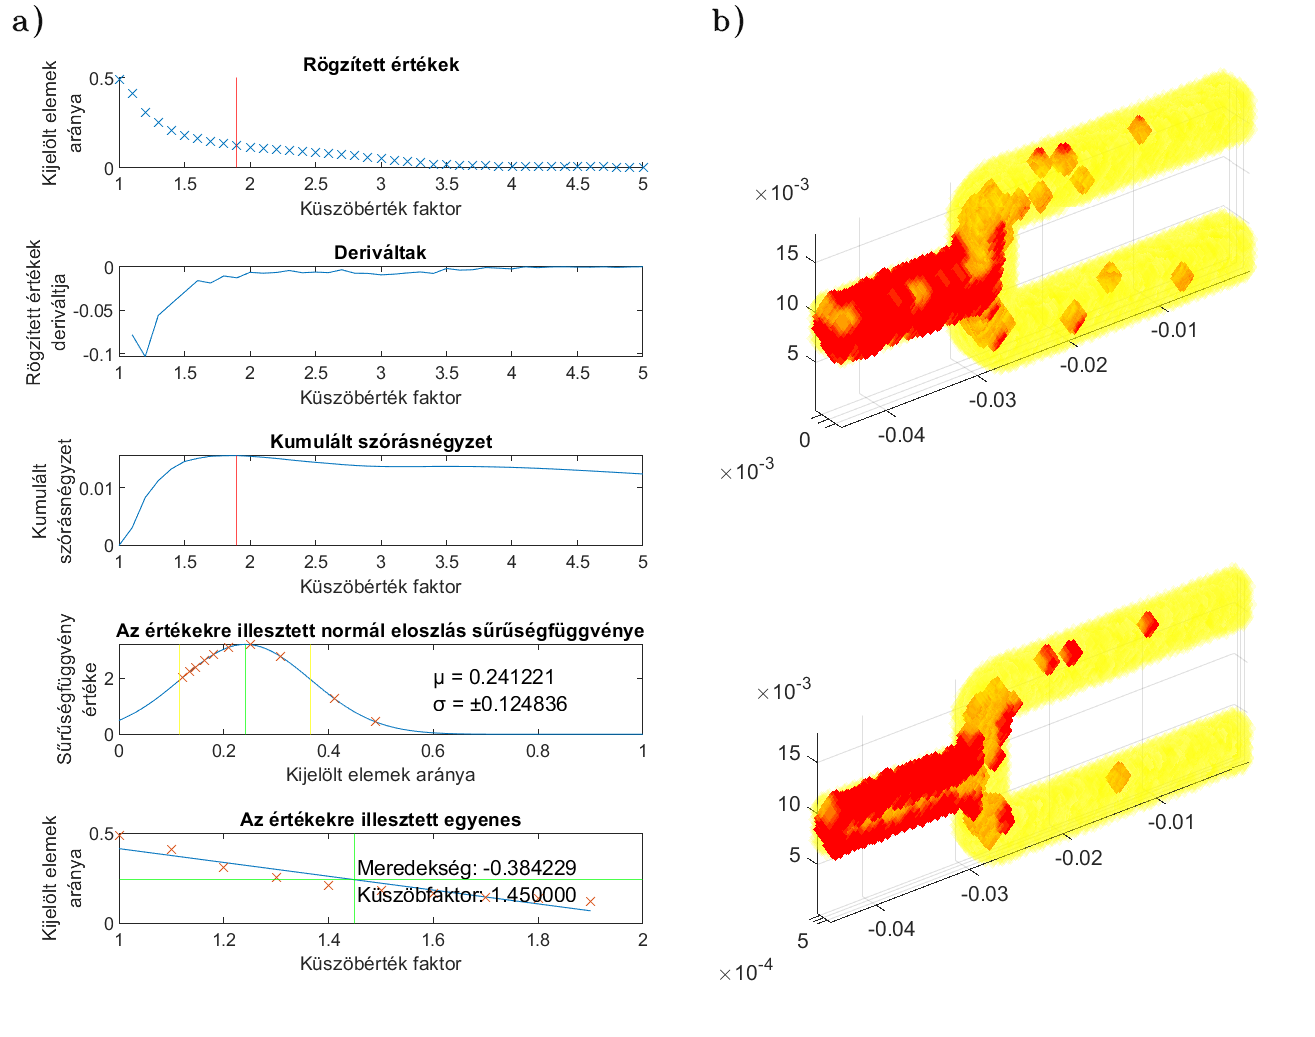 a)
Rögzített értékek
Kijelölt elemek
aránya
0.5
0
1 1.5 2 2.5 3 3.5 4 4.5 5
Küszöbérték faktor
Deriváltak
Rögzített értékek
deriváltja
0
-0.05
-0.1
1 1.5 2 2.5 3 3.5 4 4.5 5
Küszöbérték faktor
Kumulált szórásnégyzet
Kumulált
szórásnégyzet
0.01
0
1 1.5 2 2.5 3 3.5 4 4.5 5
Küszöbérték faktor
Az értékekre illesztett normál eloszlás sűrűségfüggvénye
Sűrűségfüggvény
értéke
2
0
μ = 0.241221
σ = ±0.124836
0 0.2 0.4 0.6 0.8 1
Kijelölt elemek aránya
Az értékekre illesztett egyenes
Kijelölt elemek
aránya
0.5
0
Meredekség: -0.384229
Küszöbfaktor: 1.450000
1 1.2 1.4 1.6 1.8 2
Küszöbérték faktor
b)
×10-3
15
10
5
0
-0.04
-0.03
-0.02
-0.01
×10-3
×10-3
15
10
5
5
-0.04
-0.03
-0.02
-0.01
×10-4